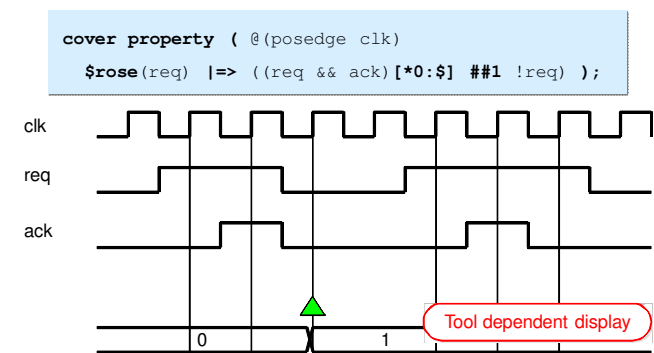 cover property ( @(posedge clk)
$rose(req) |=> ((req && ack)[*0:$] ##1 !req) );
clk
req
ack
Tool dependent display
0 1